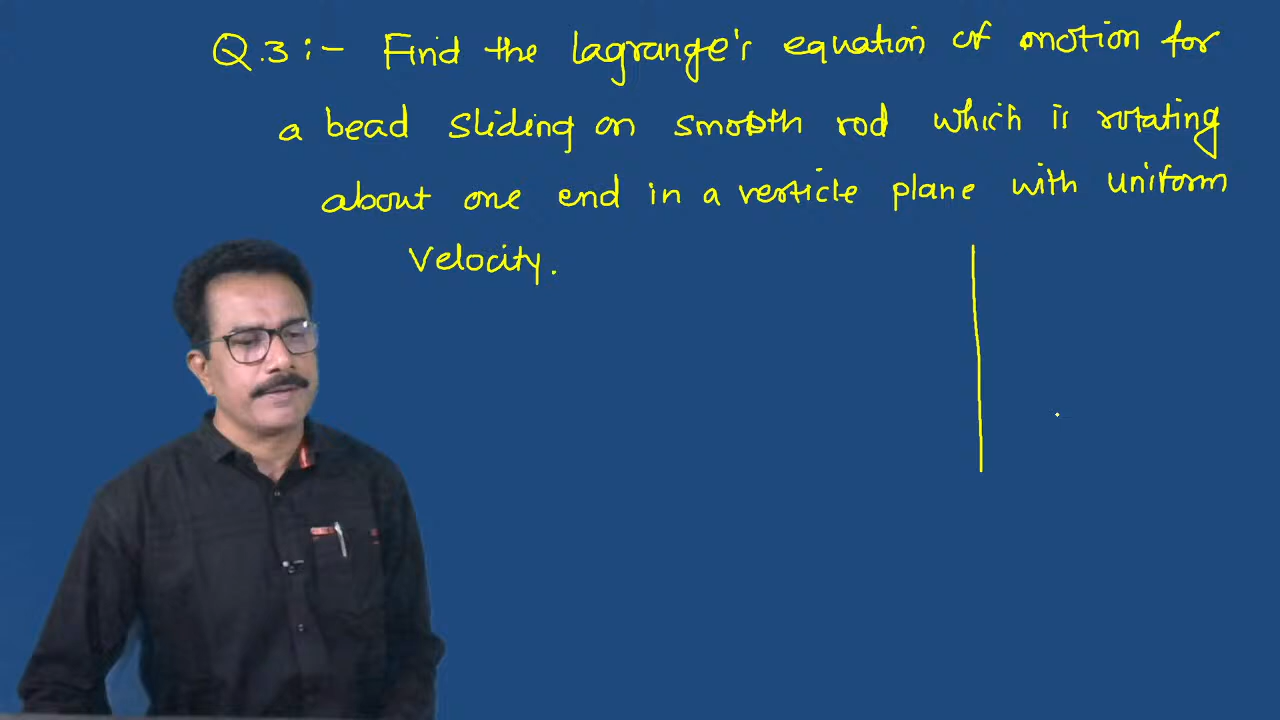 Q.3 :- Find the lagrange's equation of motion for
a bead sliding on smooth rod which is rotating
about one end in a verticle plane with uniform
velocity.